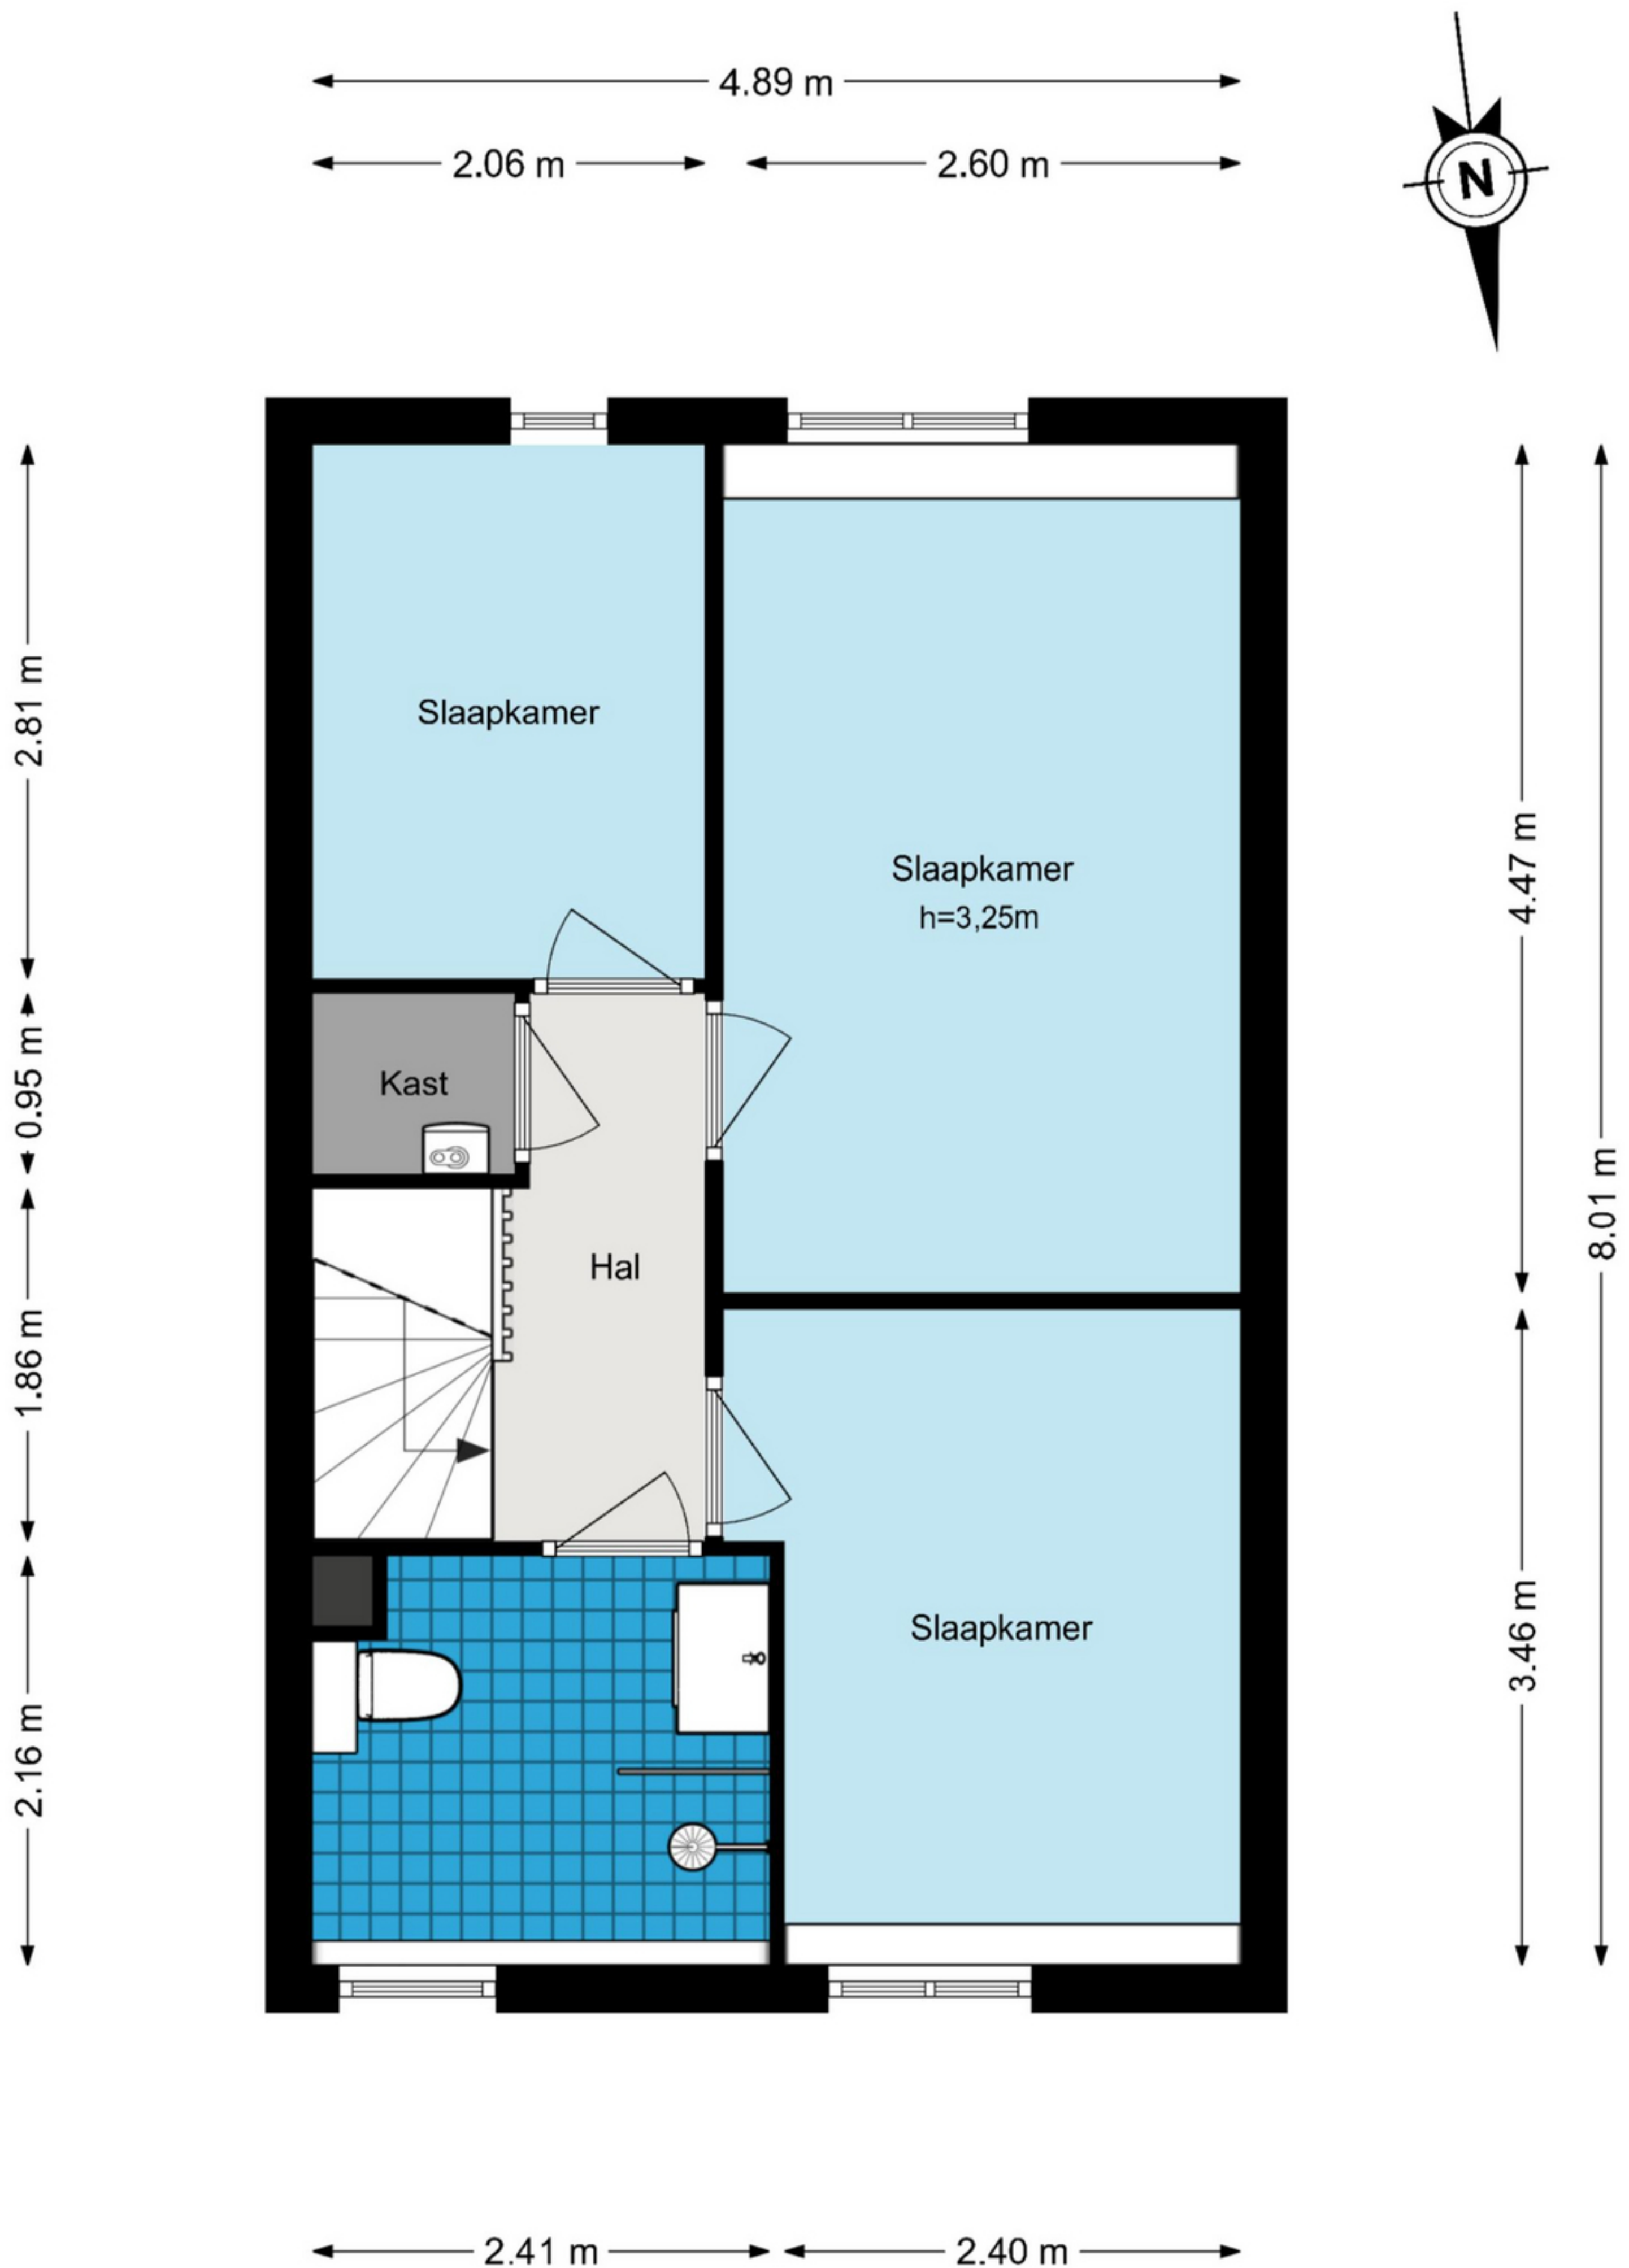 4.89 m
2.06 m
2.60 m
N
2.81 m
0.95 m
1.86 m
2.16 m
Slaapkamer
Slaapkamer
h=3,25m
Kast
Hal
Slaapkamer
4.47 m
3.46 m
8.01 m
2.41 m
2.40 m